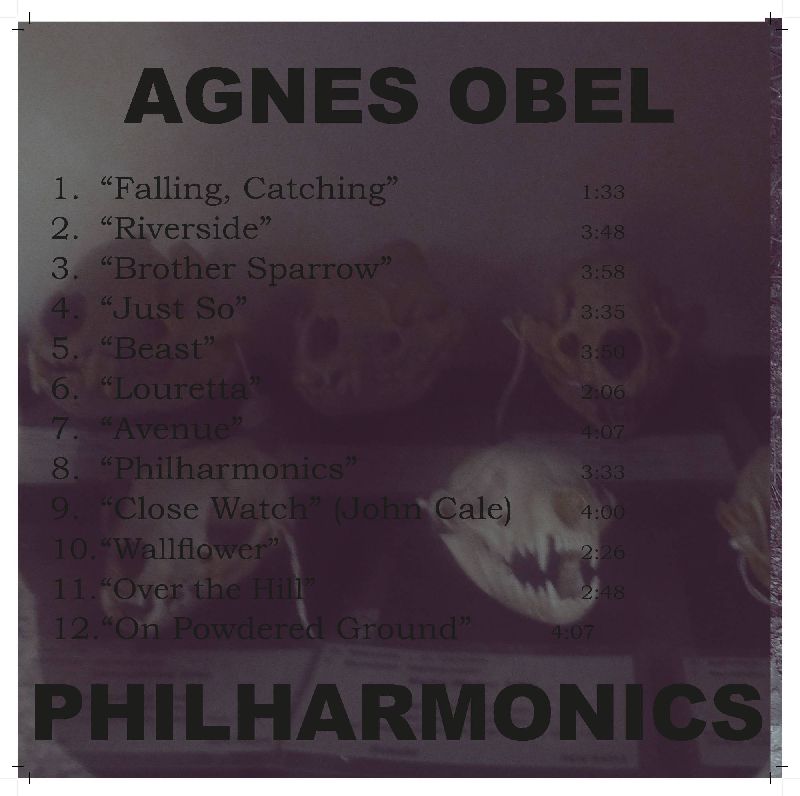 AGNES OBEL
1. “Falling, Catching” 1:33
2. “Riverside” 3:48
3. “Brother Sparrow” 3:58
4. “Just So” 3:35
5. “Beast” 3:50
6. “Louretta” 2:06
7. “Avenue” 4:07
8. “Philharmonics” 3:33
9. “Close Watch” (John Cale) 4:00
10.“Wallflower” 2:26
11.“Over the Hill” 2:48
12.“On Powdered Ground” 4:07
PHILHARMONICS